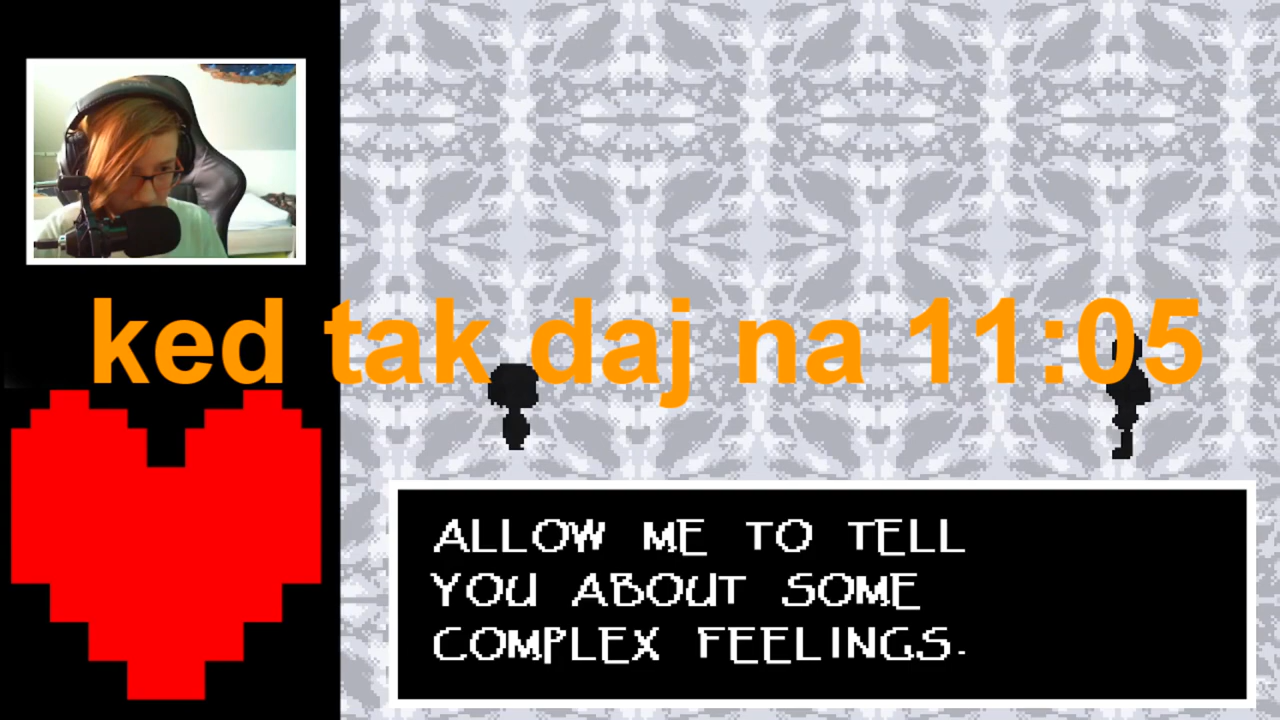 ked tak daj na 11:05
ALLOW ME TO TELL
YOU ABOUT SOME
COMPLEX FEELINGS.